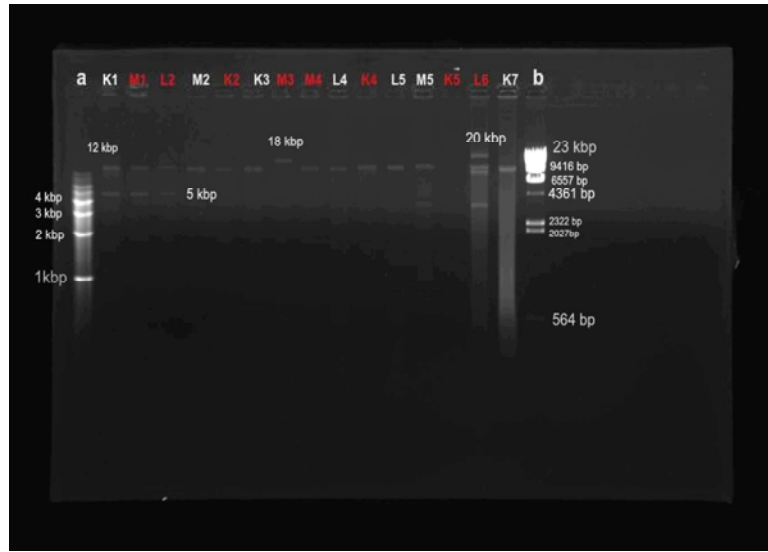 a K1 M1 L2 M2 K2 K3 M3 M4 L4 K4 L5 M5 K5 L6 K7 b
12 kbp
18 kbp
20 kbp
23 kbp
9416 bp
6557 bp
4361 bp
4 kbp
3 kbp
2 kbp
1kbp
5 kbp
2322 bp
2027bp
564 bp